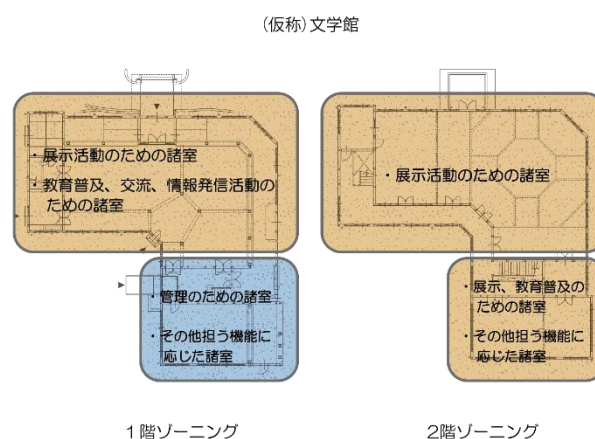 (仮称)文学館
・展示活動のための諸室
・教育普及、交流、情報発信活動の
ための諸室
・管理のための諸室
・その他担う機能に
応じた諸室
1階ゾーニング
・展示活動のための諸室
・展示、教育普及の
ための諸室
・その他担う機能に
応じた諸室
2階ゾーニング